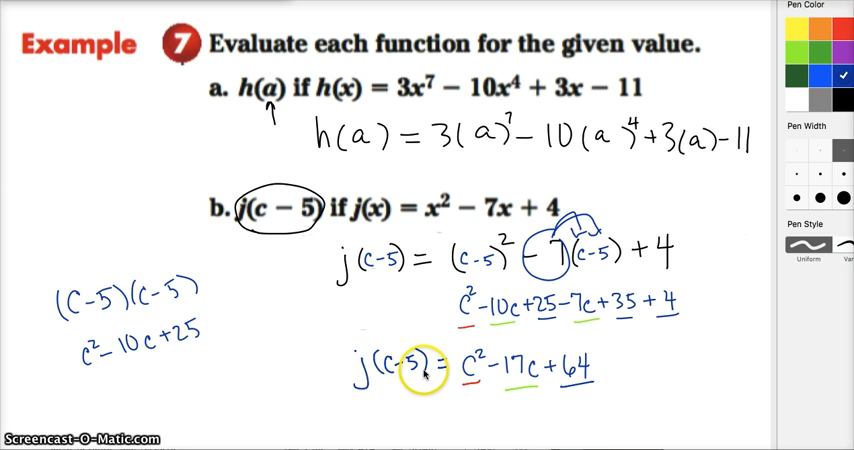 Pen Color
Example 7 Evaluate each function for the given value.
a. h(a) if h(x) = 3x⁷ − 10x⁴ + 3x − 11
h(a) = 3(a)⁷ − 10(a)⁴ + 3(a) − 11
Pen Width
b. j(c − 5) if j(x) = x² − 7x + 4
Pen Style
j(c-5) = (c-5)² − 7(c-5) + 4
Uniform
(c-5)(c-5)
c² - 10c + 25 - 7c + 35 + 4
c² - 10c + 25
j(c-5) = c² - 17c + 64
Screencast-O-Matic.com